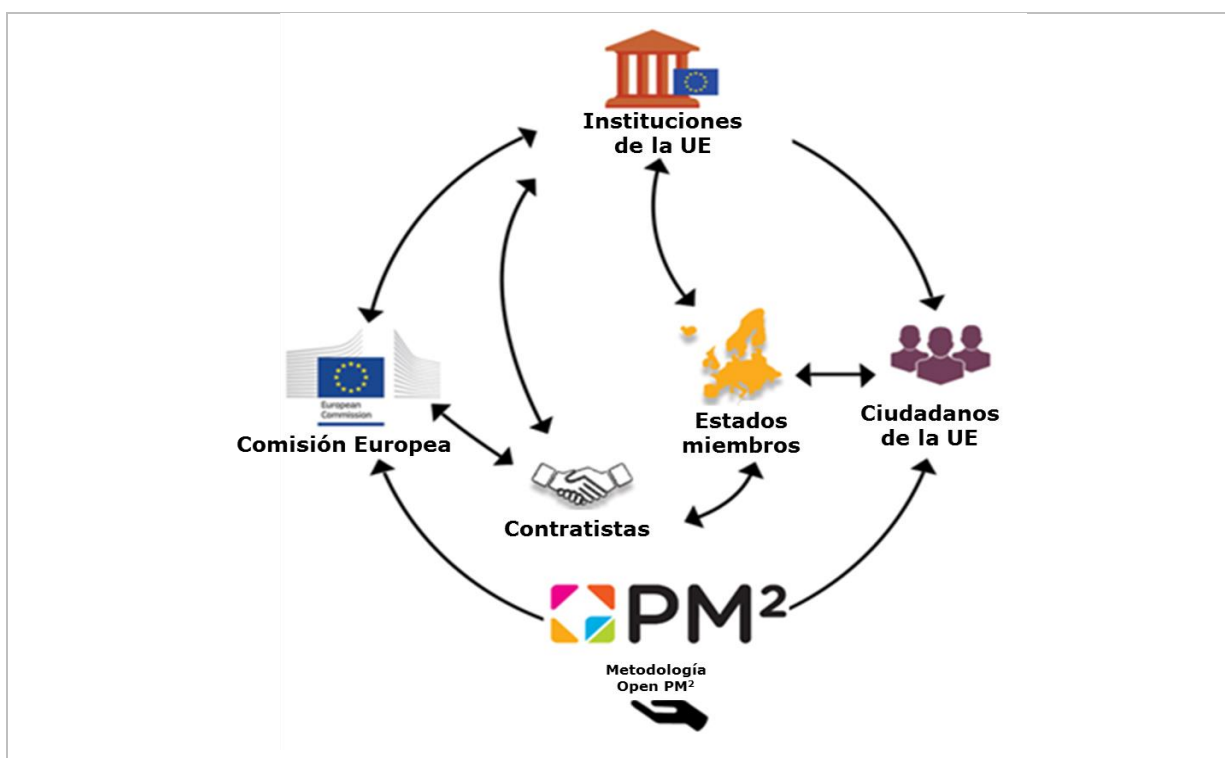 Instituciones
de la UE
European
Commission
Comisión Europea
Estados
miembros
Ciudadanos
de la UE
Contratistas
PM²
Metodología
Open PM²